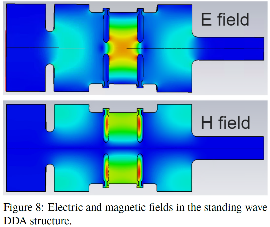 E field
H field
Figure 8: Electric and magnetic fields in the standing wave
DDA structure.